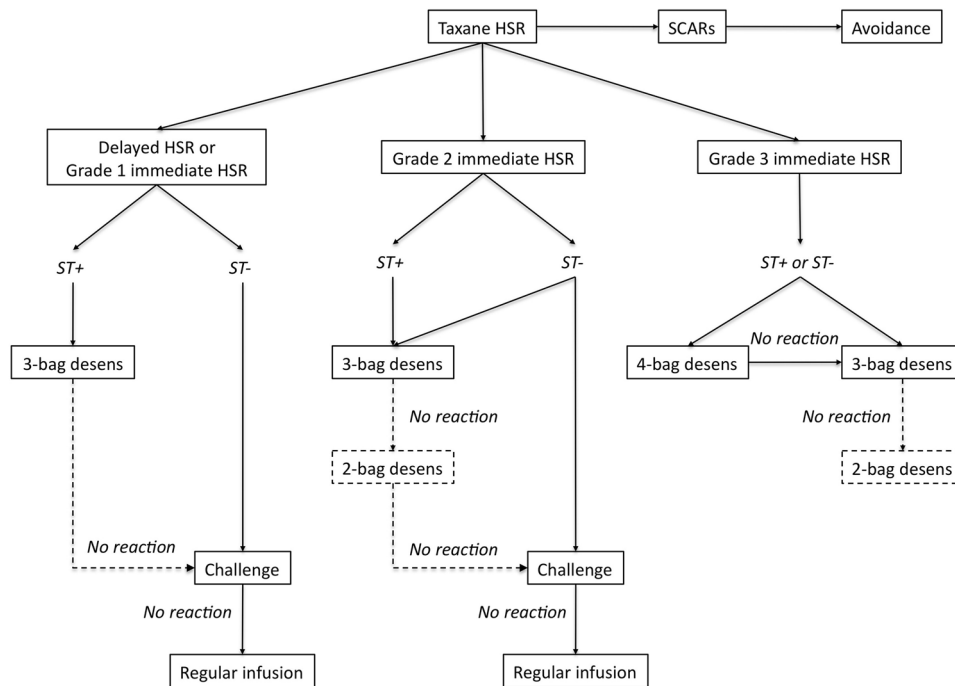 Taxane HSR
SCARs
Avoidance
Delayed HSR or
Grade 1 immediate HSR
Grade 2 immediate HSR
Grade 3 immediate HSR
ST+
ST-
ST+
ST-
ST+ or ST-
3-bag desens
3-bag desens
4-bag desens
No reaction
3-bag desens
No reaction
No reaction
2-bag desens
2-bag desens
No reaction
No reaction
Challenge
Challenge
No reaction
No reaction
Regular infusion
Regular infusion